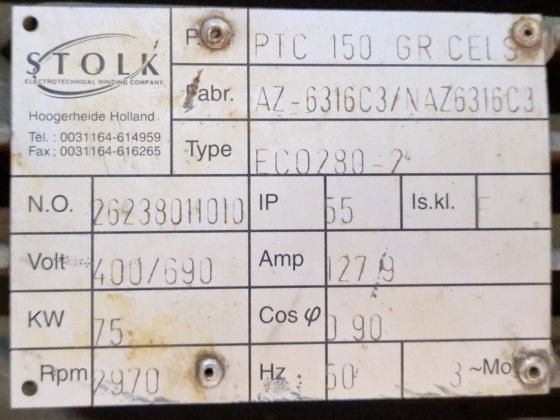 STOLK
ELECTROTECHNICAL WINDING COMPANY
Hoogerheide Holland
Tel. : 0031164-614959
Fax ; 0031164-616265
PTC 150 GR CELS
Fabr. AZ-6316C3/NAZ6316C3
Type ECO280-2
N.O. 262380H010 IP 55 Is.kl. F
Volt 400/690 Amp 127,9
KW 75 Cos φ 0.90
Rpm 2970 Hz 50 3 ~Mo